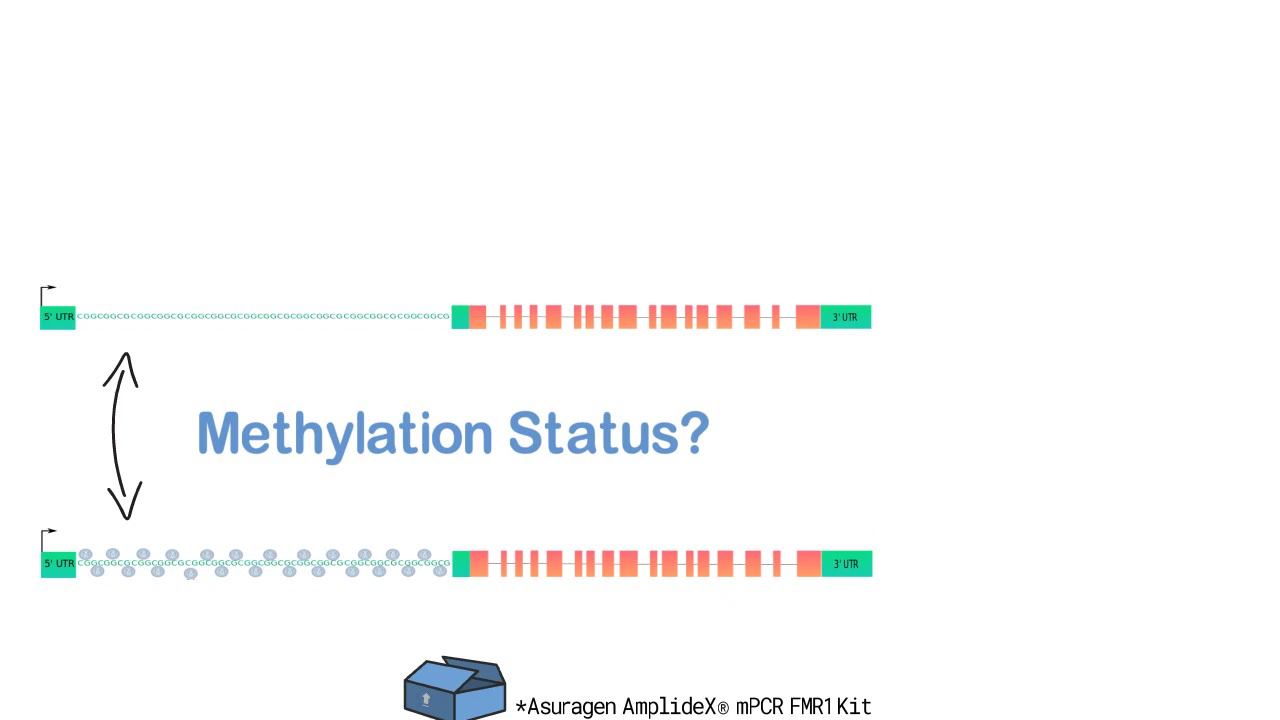 5' UTR
3' UTR
Methylation Status?
5' UTR
3' UTR
*Asuragen AmplideX® mPCR FMR1 Kit